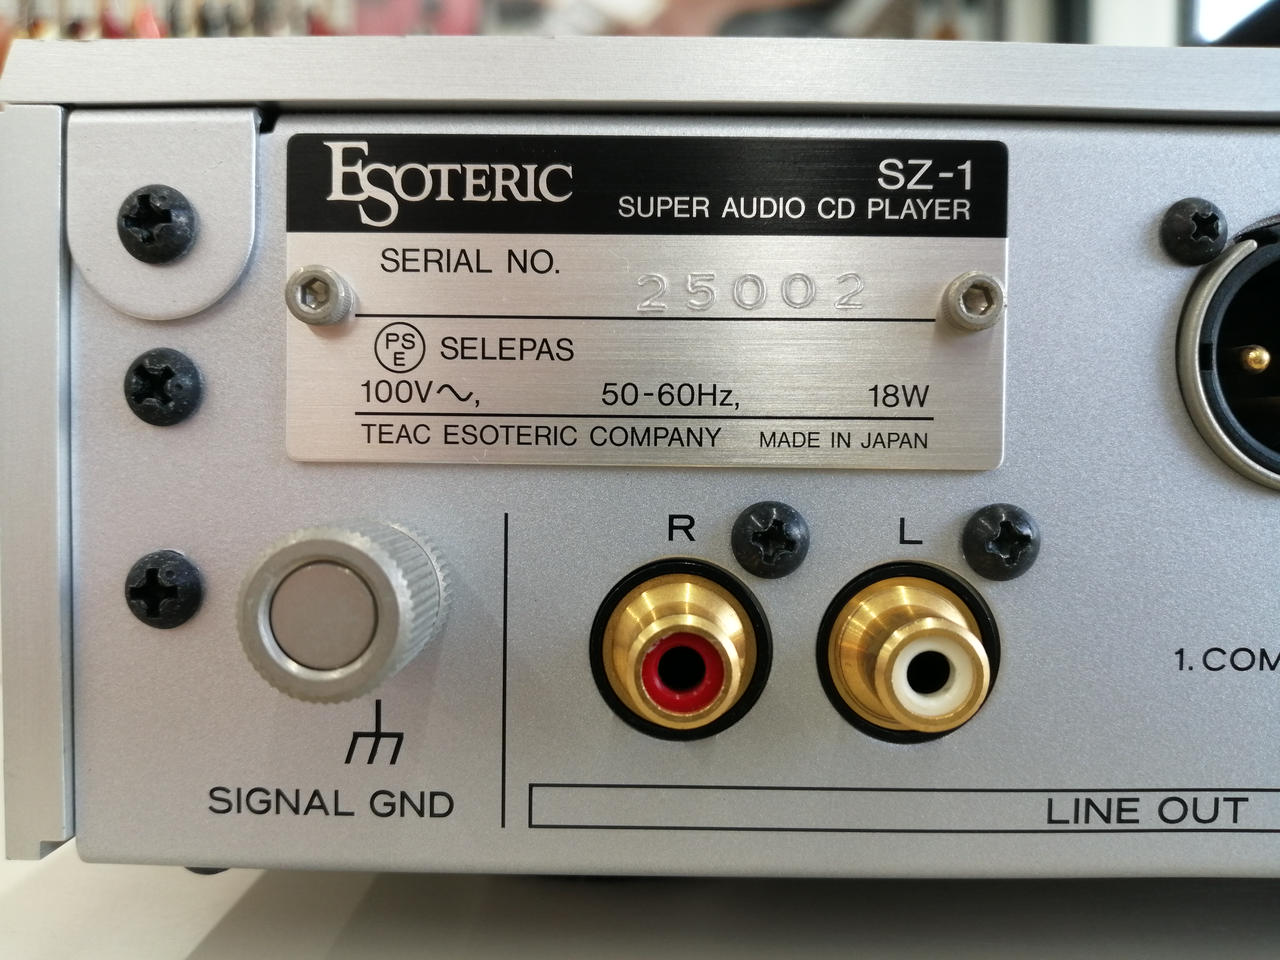 ESOTERIC SZ-1
SUPER AUDIO CD PLAYER
SERIAL NO. 25002
PS E SELEPAS
100V～, 50-60Hz, 18W
TEAC ESOTERIC COMPANY MADE IN JAPAN
R L
1. COM
SIGNAL GND
LINE OUT